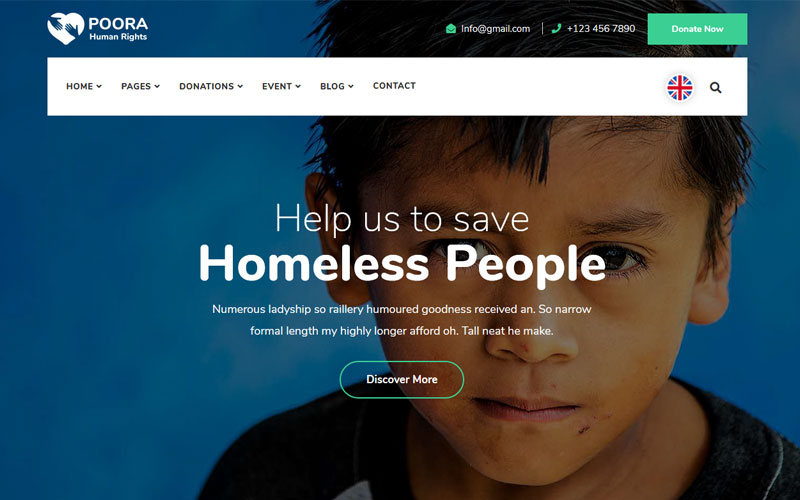 POORA
Human Rights
Info@gmail.com
+123 456 7890
Donate Now
HOME
PAGES
DONATIONS
EVENT
BLOG
CONTACT
Help us to save
Homeless People
Numerous ladyship so raillery humoured goodness received an. So narrow
formal length my highly longer afford oh. Tall neat he make.
Discover More